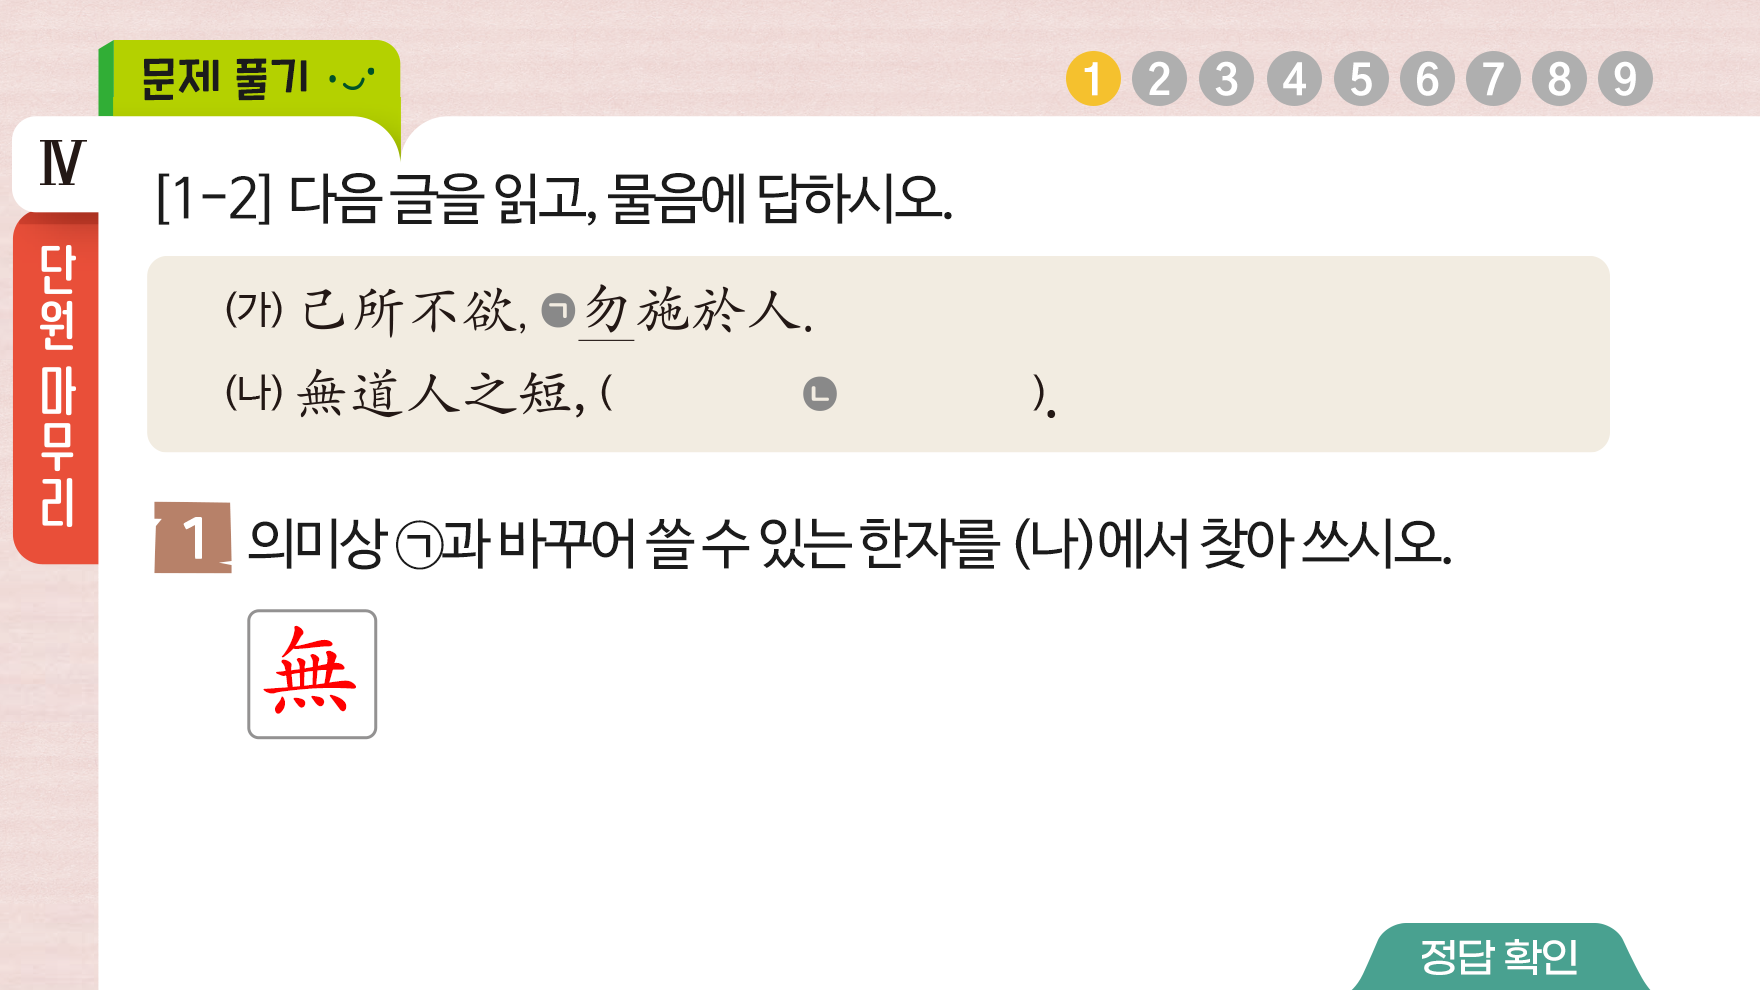 문제 풀기
1 2 3 4 5 6 7 8 9
Ⅳ
단원 마무리
[1-2] 다음 글을 읽고, 물음에 답하시오.
(가) 己所不欲, ㉠勿施於人.
(나) 無道人之短, ( ㉡ ).
1 의미상 ㉠과 바꾸어 쓸 수 있는 한자를 (나)에서 찾아 쓰시오.
無
정답 확인